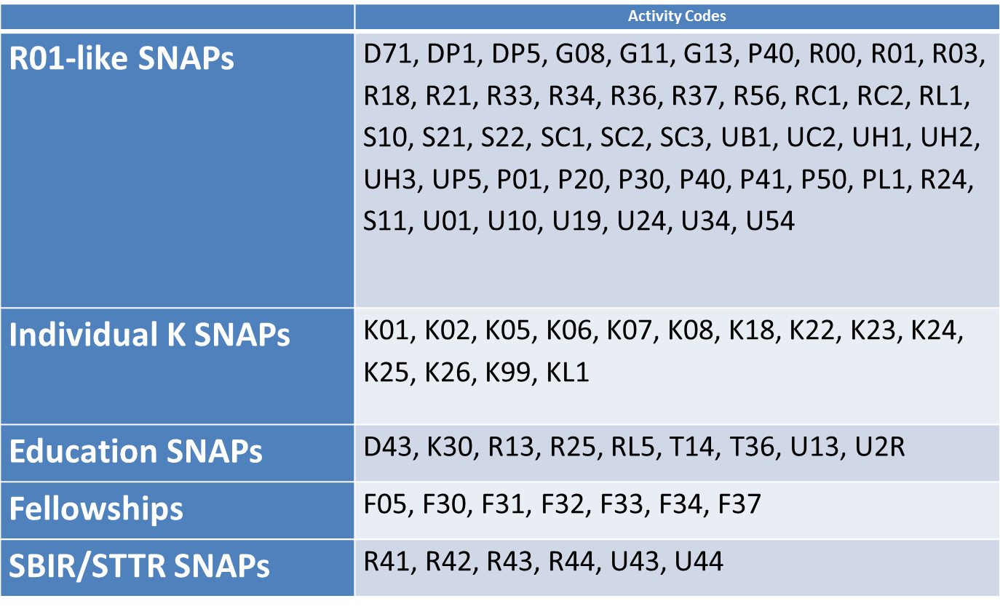 Activity Codes
R01-like SNAPs
D71, DP1, DP5, G08, G11, G13, P40, R00, R01, R03,
R18, R21, R33, R34, R36, R37, R56, RC1, RC2, RL1,
S10, S21, S22, SC1, SC2, SC3, UB1, UC2, UH1, UH2,
UH3, UP5, P01, P20, P30, P40, P41, P50, PL1, R24,
S11, U01, U10, U19, U24, U34, U54
Individual K SNAPs
K01, K02, K05, K06, K07, K08, K18, K22, K23, K24,
K25, K26, K99, KL1
Education SNAPs
D43, K30, R13, R25, RL5, T14, T36, U13, U2R
Fellowships
F05, F30, F31, F32, F33, F34, F37
SBIR/STTR SNAPs
R41, R42, R43, R44, U43, U44